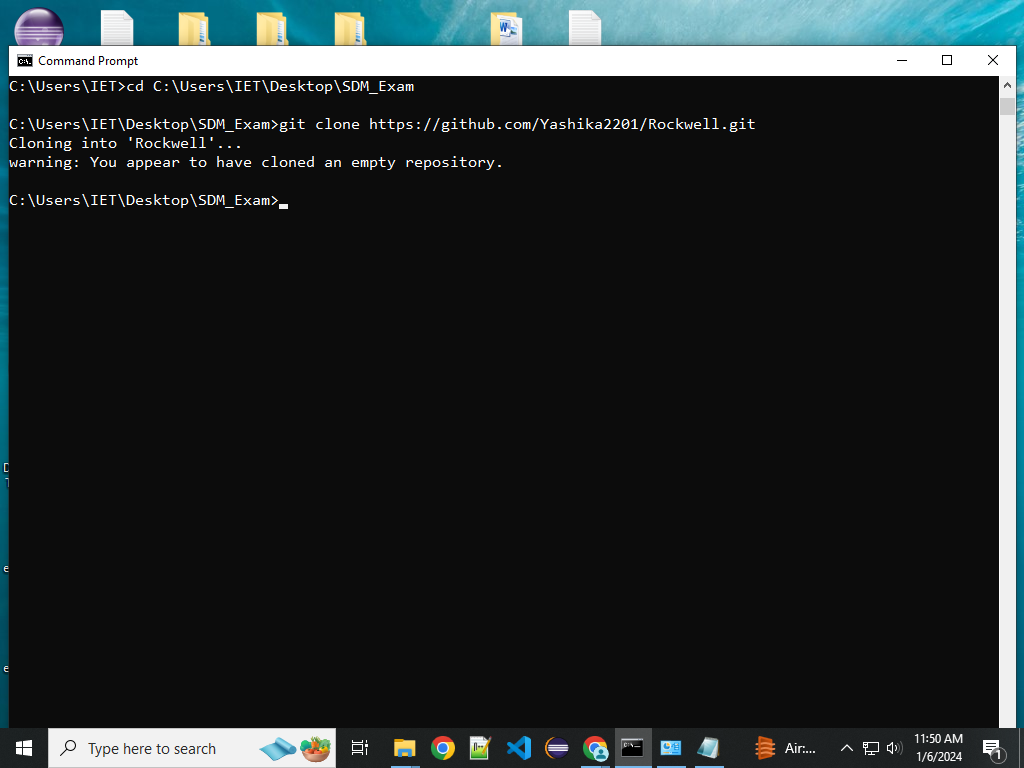 Command Prompt
C:\Users\IET>cd C:\Users\IET\Desktop\SDM_Exam
C:\Users\IET\Desktop\SDM_Exam>git clone https://github.com/Yashika2201/Rockwell.git
Cloning into 'Rockwell'...
warning: You appear to have cloned an empty repository.
C:\Users\IET\Desktop\SDM_Exam>
Type here to search
Air:...
11:50 AM
1/6/2024
1